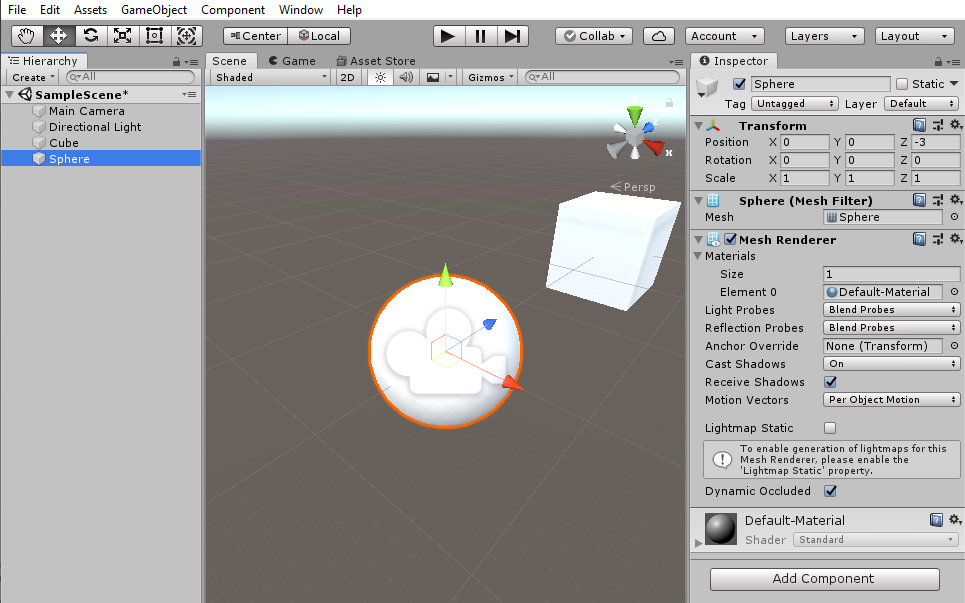 File Edit Assets GameObject Component Window Help
Center Local Collab Account Layers Layout
Hierarchy
Create All
SampleScene*
Main Camera
Directional Light
Cube
Sphere
Scene Game Asset Store
Shaded 2D Gizmos All
x
Persp
Inspector
Sphere Static
Tag Untagged Layer Default
Transform
Position X 0 Y 0 Z -3
Rotation X 0 Y 0 Z 0
Scale X 1 Y 1 Z 1
Sphere (Mesh Filter)
Mesh Sphere
Mesh Renderer
Materials
Size 1
Element 0 Default-Material
Light Probes Blend Probes
Reflection Probes Blend Probes
Anchor Override None (Transform)
Cast Shadows On
Receive Shadows
Motion Vectors Per Object Motion
Lightmap Static
To enable generation of lightmaps for this
Mesh Renderer, please enable the
'Lightmap Static' property.
Dynamic Occluded
Default-Material
Shader Standard
Add Component